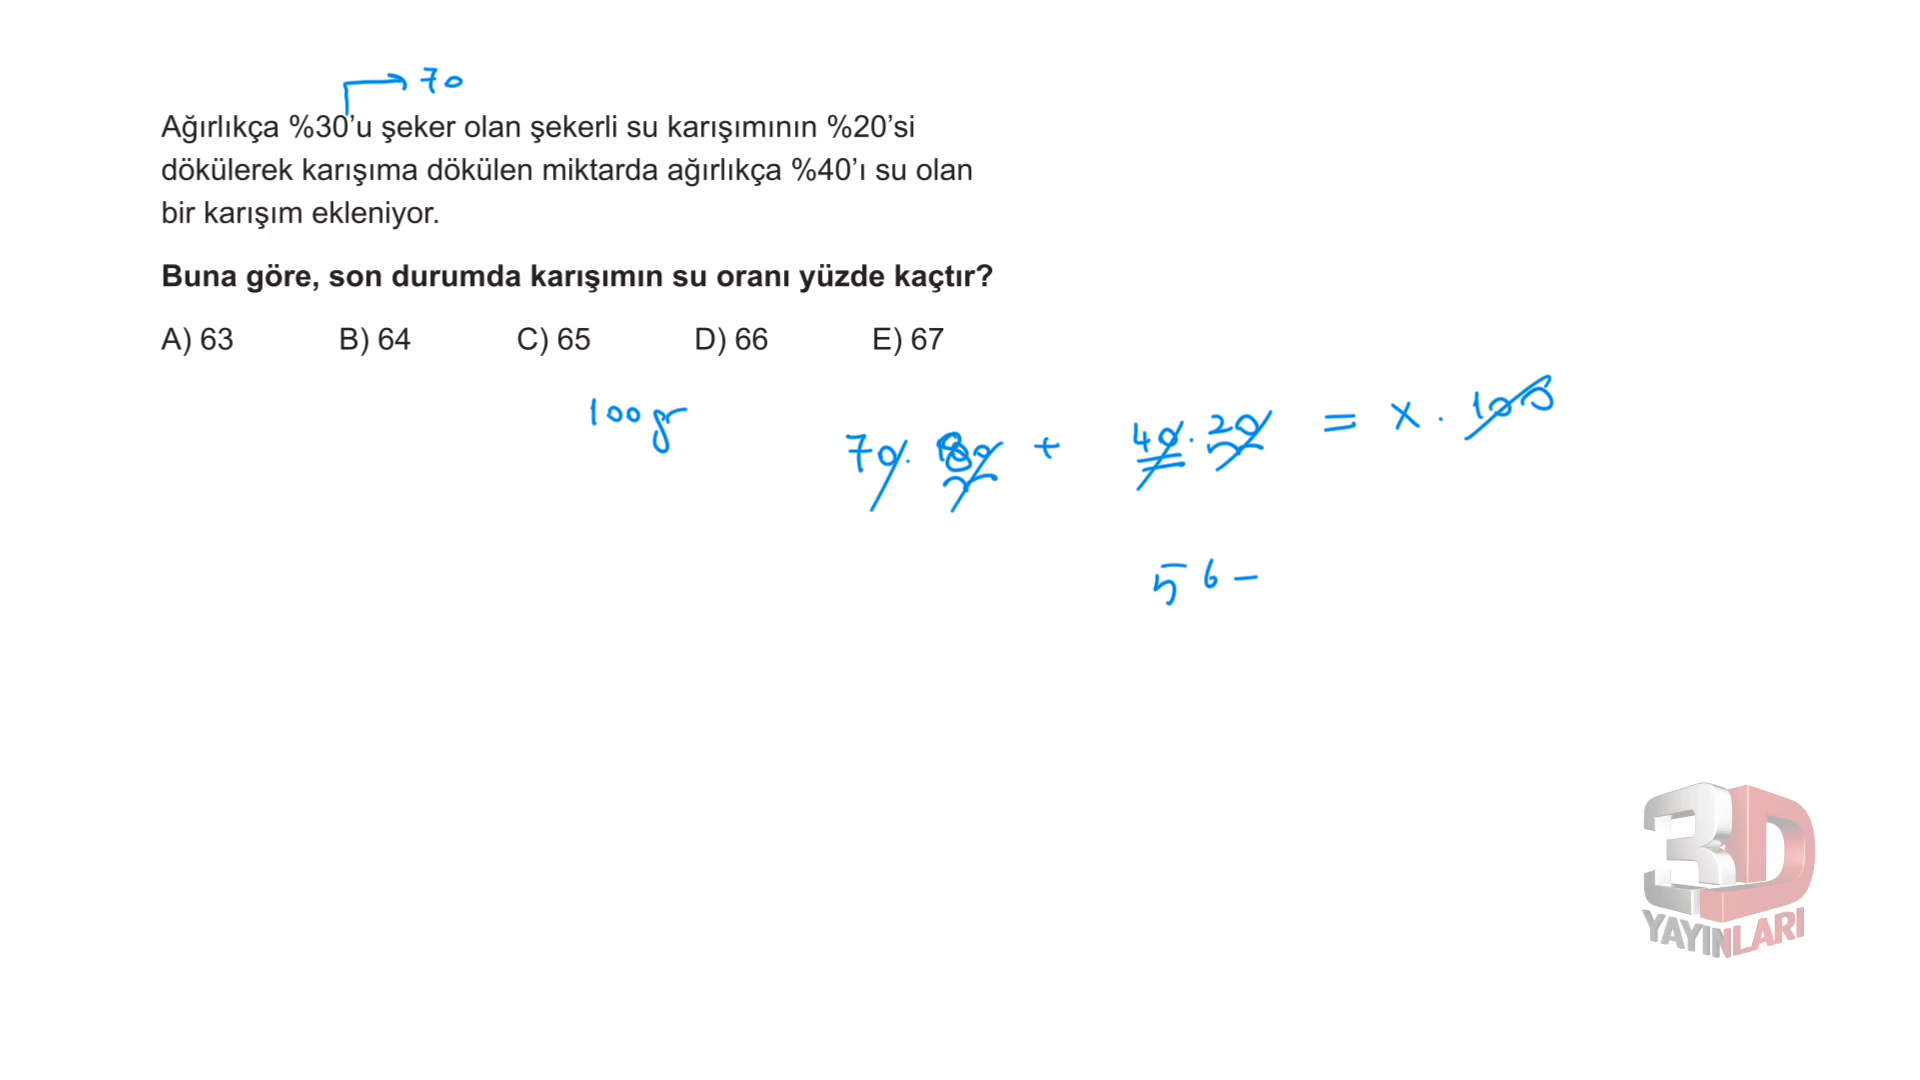 70
Ağırlıkça %30’u şeker olan şekerli su karışımının %20’si
dökülerek karışıma dökülen miktarda ağırlıkça %40’ı su olan
bir karışım ekleniyor.
Buna göre, son durumda karışımın su oranı yüzde kaçtır?
A) 63 B) 64 C) 65 D) 66 E) 67
100 gr
70 . 80 + 40 . 20 = x . 100
56 –
3D
YAYINLARI